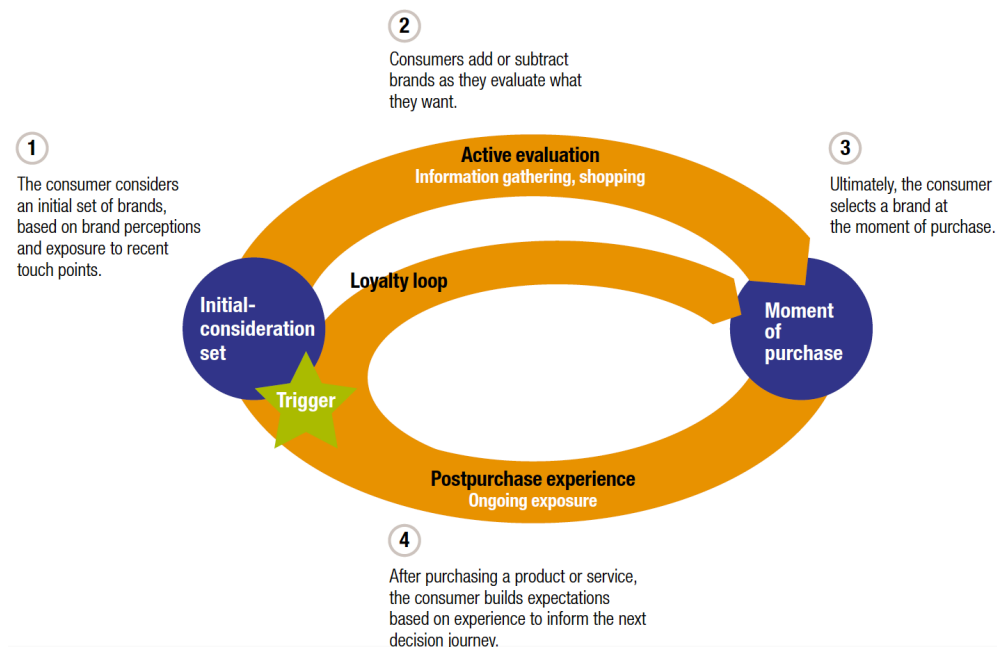 2
Consumers add or subtract
brands as they evaluate what
they want.
1
The consumer considers
an initial set of brands,
based on brand perceptions
and exposure to recent
touch points.
3
Ultimately, the consumer
selects a brand at
the moment of purchase.
Active evaluation
Information gathering, shopping
Loyalty loop
Initial-
consideration
set
Moment
of
purchase
Trigger
Postpurchase experience
Ongoing exposure
4
After purchasing a product or service,
the consumer builds expectations
based on experience to inform the next
decision journey.